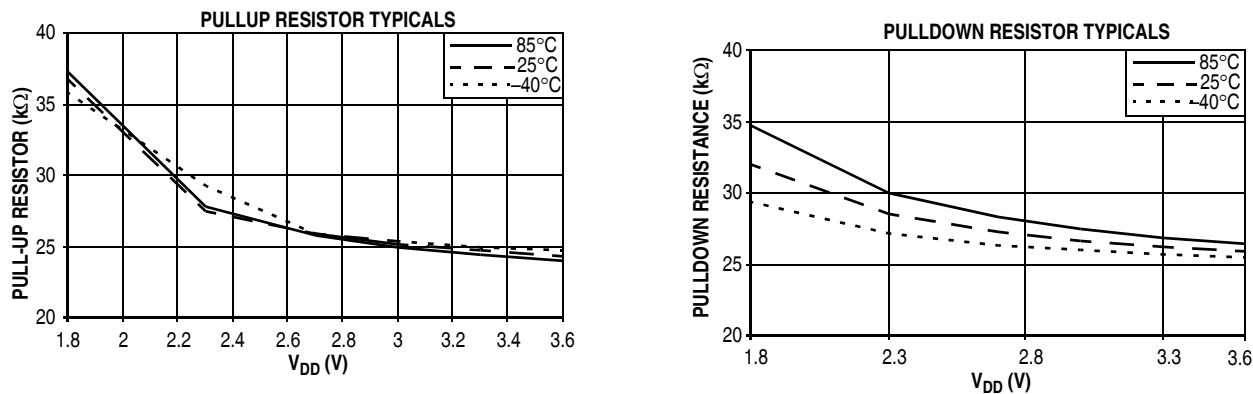 PULLUP RESISTOR TYPICALS
PULL-UP RESISTOR (kΩ)
40
35
30
25
20
85°C
25°C
–40°C
1.8 2 2.2 2.4 2.6 2.8 3 3.2 3.4 3.6
VDD (V)
PULLDOWN RESISTOR TYPICALS
PULLDOWN RESISTANCE (kΩ)
40
35
30
25
20
85°C
25°C
–40°C
1.8 2.3 2.8 3.3 3.6
VDD (V)